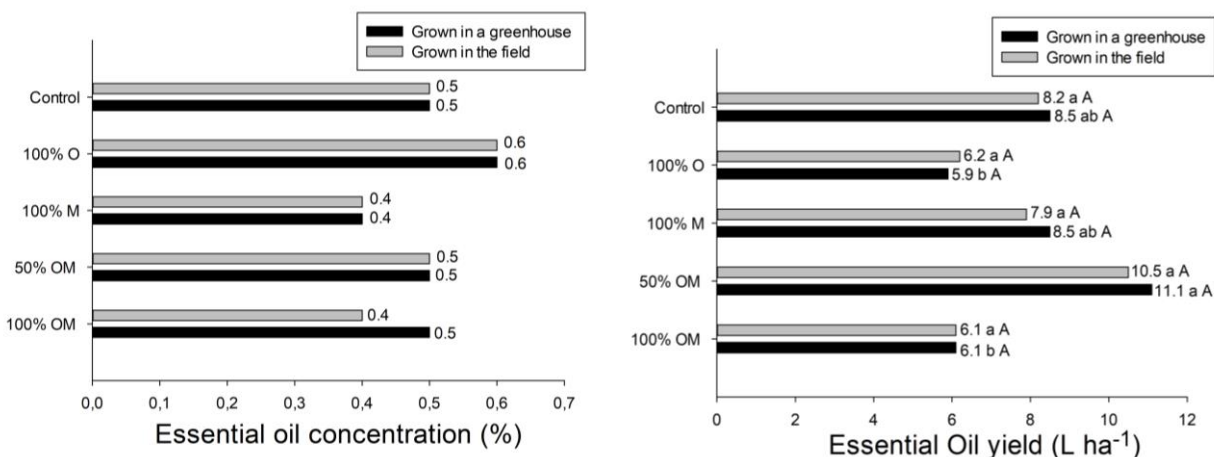 Grown in a greenhouse
Grown in the field
Control
0.5
0.5
100% O
0.6
0.6
100% M
0.4
0.4
50% OM
0.5
0.5
100% OM
0.4
0.5
0,0 0,1 0,2 0,3 0,4 0,5 0,6 0,7
Essential oil concentration (%)
Grown in a greenhouse
Grown in the field
Control
8.2 a A
8.5 ab A
100% O
6.2 a A
5.9 b A
100% M
7.9 a A
8.5 ab A
50% OM
10.5 a A
11.1 a A
100% OM
6.1 a A
6.1 b A
0 2 4 6 8 10 12
Essential Oil yield (L ha⁻¹)